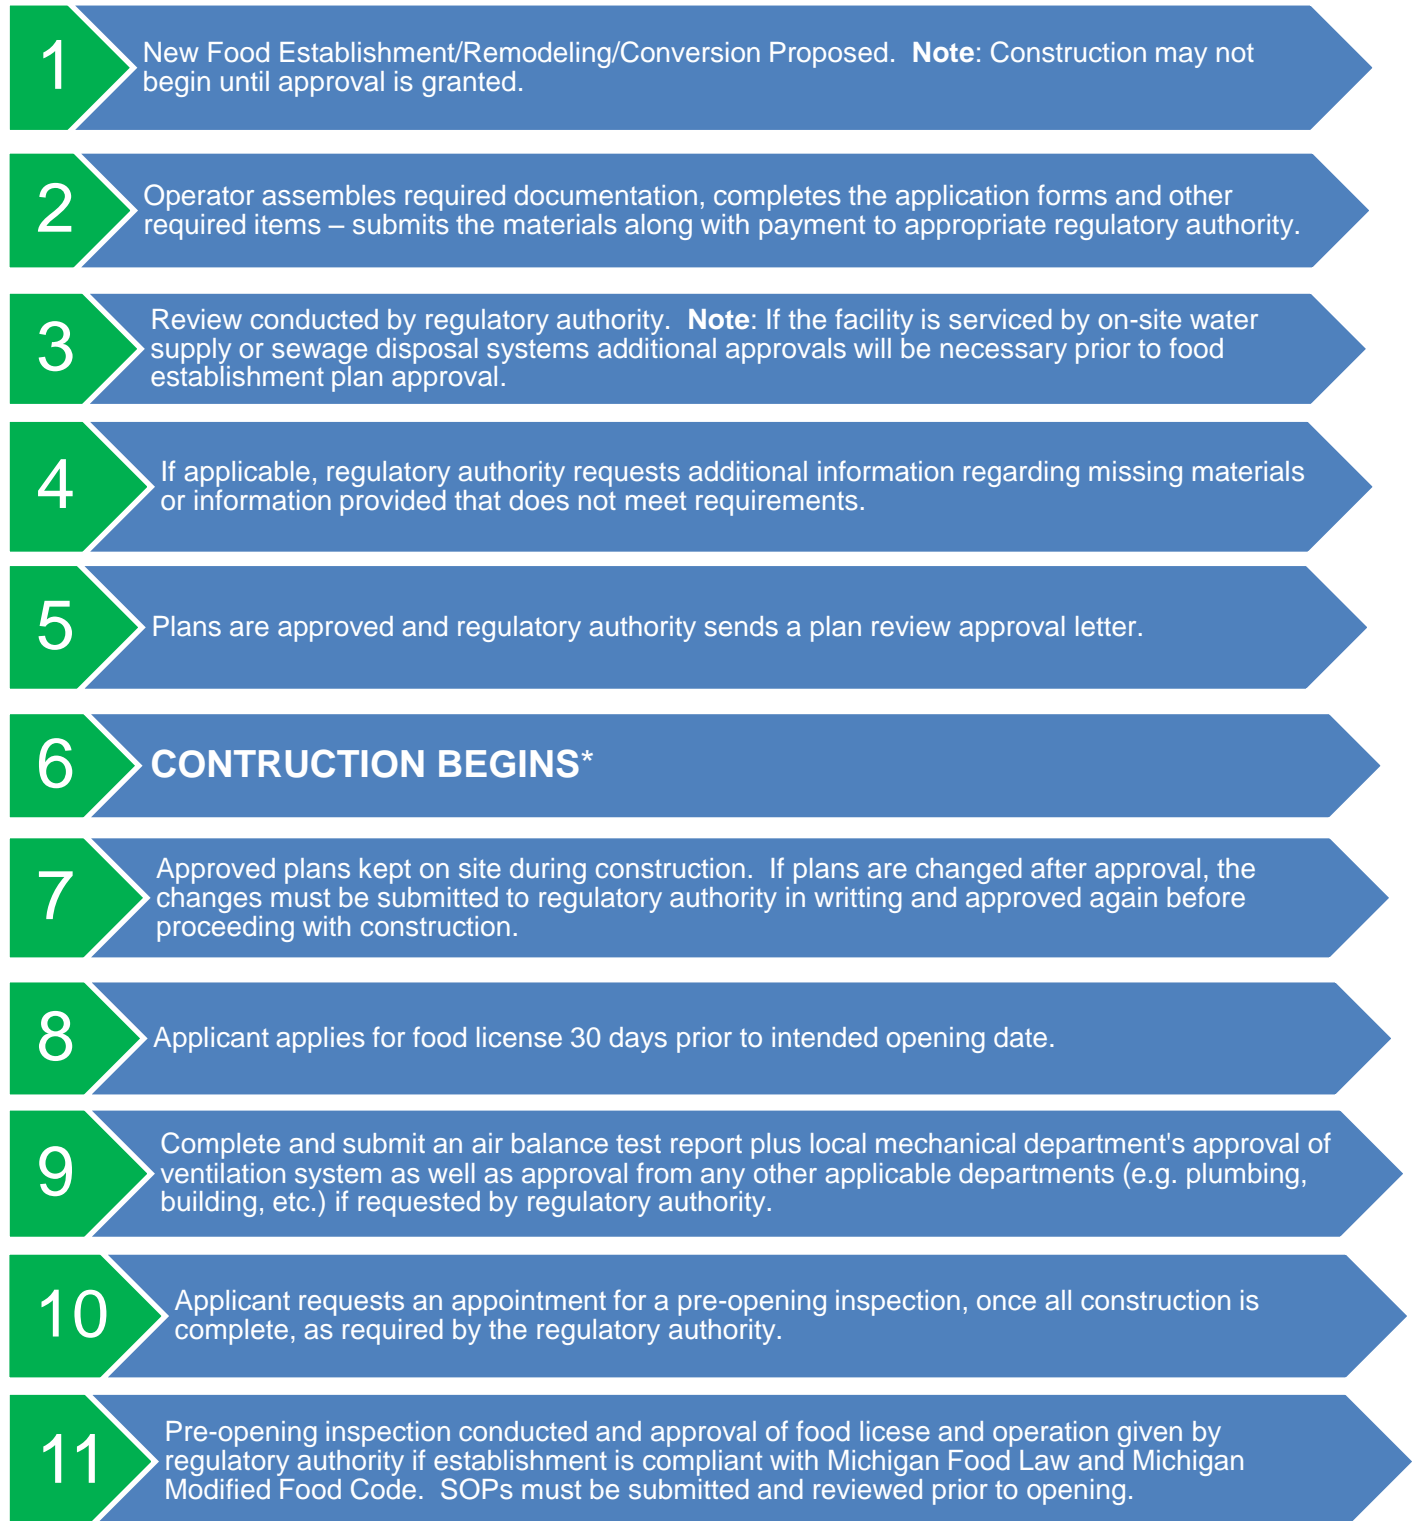 1
New Food Establishment/Remodeling/Conversion Proposed.  Note: Construction may not
begin until approval is granted.
2
Operator assembles required documentation, completes the application forms and other
required items – submits the materials along with payment to appropriate regulatory authority.
3
Review conducted by regulatory authority.  Note: If the facility is serviced by on-site water
supply or sewage disposal systems additional approvals will be necessary prior to food
establishment plan approval.
4
If applicable, regulatory authority requests additional information regarding missing materials
or information provided that does not meet requirements.
5
Plans are approved and regulatory authority sends a plan review approval letter.
6
CONTRUCTION BEGINS*
7
Approved plans kept on site during construction.  If plans are changed after approval, the
changes must be submitted to regulatory authority in writting and approved again before
proceeding with construction.
8
Applicant applies for food license 30 days prior to intended opening date.
9
Complete and submit an air balance test report plus local mechanical department's approval of
ventilation system as well as approval from any other applicable departments (e.g. plumbing,
building, etc.) if requested by regulatory authority.
10
Applicant requests an appointment for a pre-opening inspection, once all construction is
complete, as required by the regulatory authority.
11
Pre-opening inspection conducted and approval of food licese and operation given by
regulatory authority if establishment is compliant with Michigan Food Law and Michigan
Modified Food Code.  SOPs must be submitted and reviewed prior to opening.